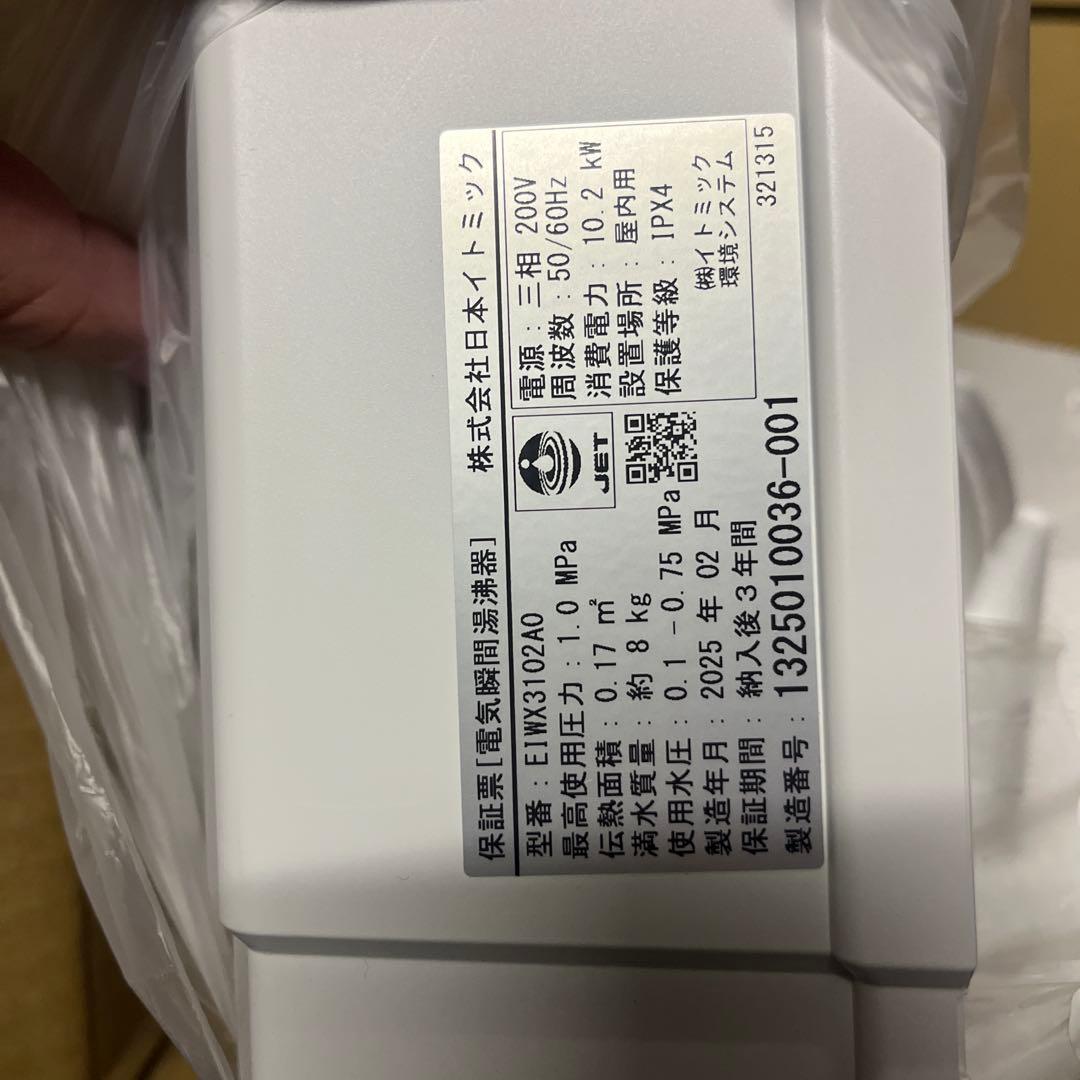 保証票[電気瞬間湯沸器] 株式会社日本イトミック
型番:EIWX3102A0
最高使用圧力:1.0 MPa
伝熱面積:0.17 ㎡
満水質量:約 8 kg
使用水圧:0.1 -0.75 MPa
製造年月:2025 年 02 月
保証期間:納入後 3 年間
製造番号:1325010036-001
JET
電源:三相 200V
周波数:50/60Hz
消費電力:10.2 kW
設置場所:屋内用
保護等級:IPX4
㈱イトミック
環境システム
321315